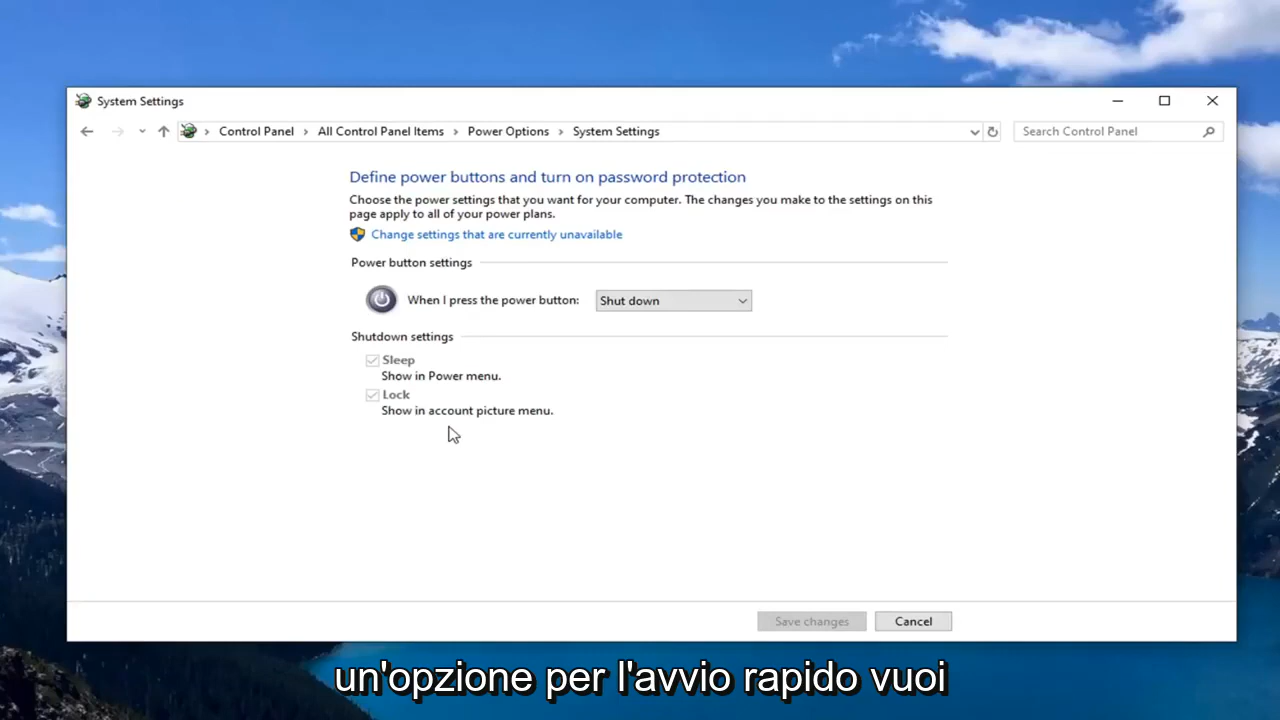 System Settings
Control Panel > All Control Panel Items > Power Options > System Settings
Search Control Panel
Define power buttons and turn on password protection
Choose the power settings that you want for your computer. The changes you make to the settings on this
page apply to all of your power plans.
Change settings that are currently unavailable
Power button settings
When I press the power button: Shut down
Shutdown settings
Sleep
Show in Power menu.
Lock
Show in account picture menu.
Save changes Cancel
un'opzione per l'avvio rapido vuoi